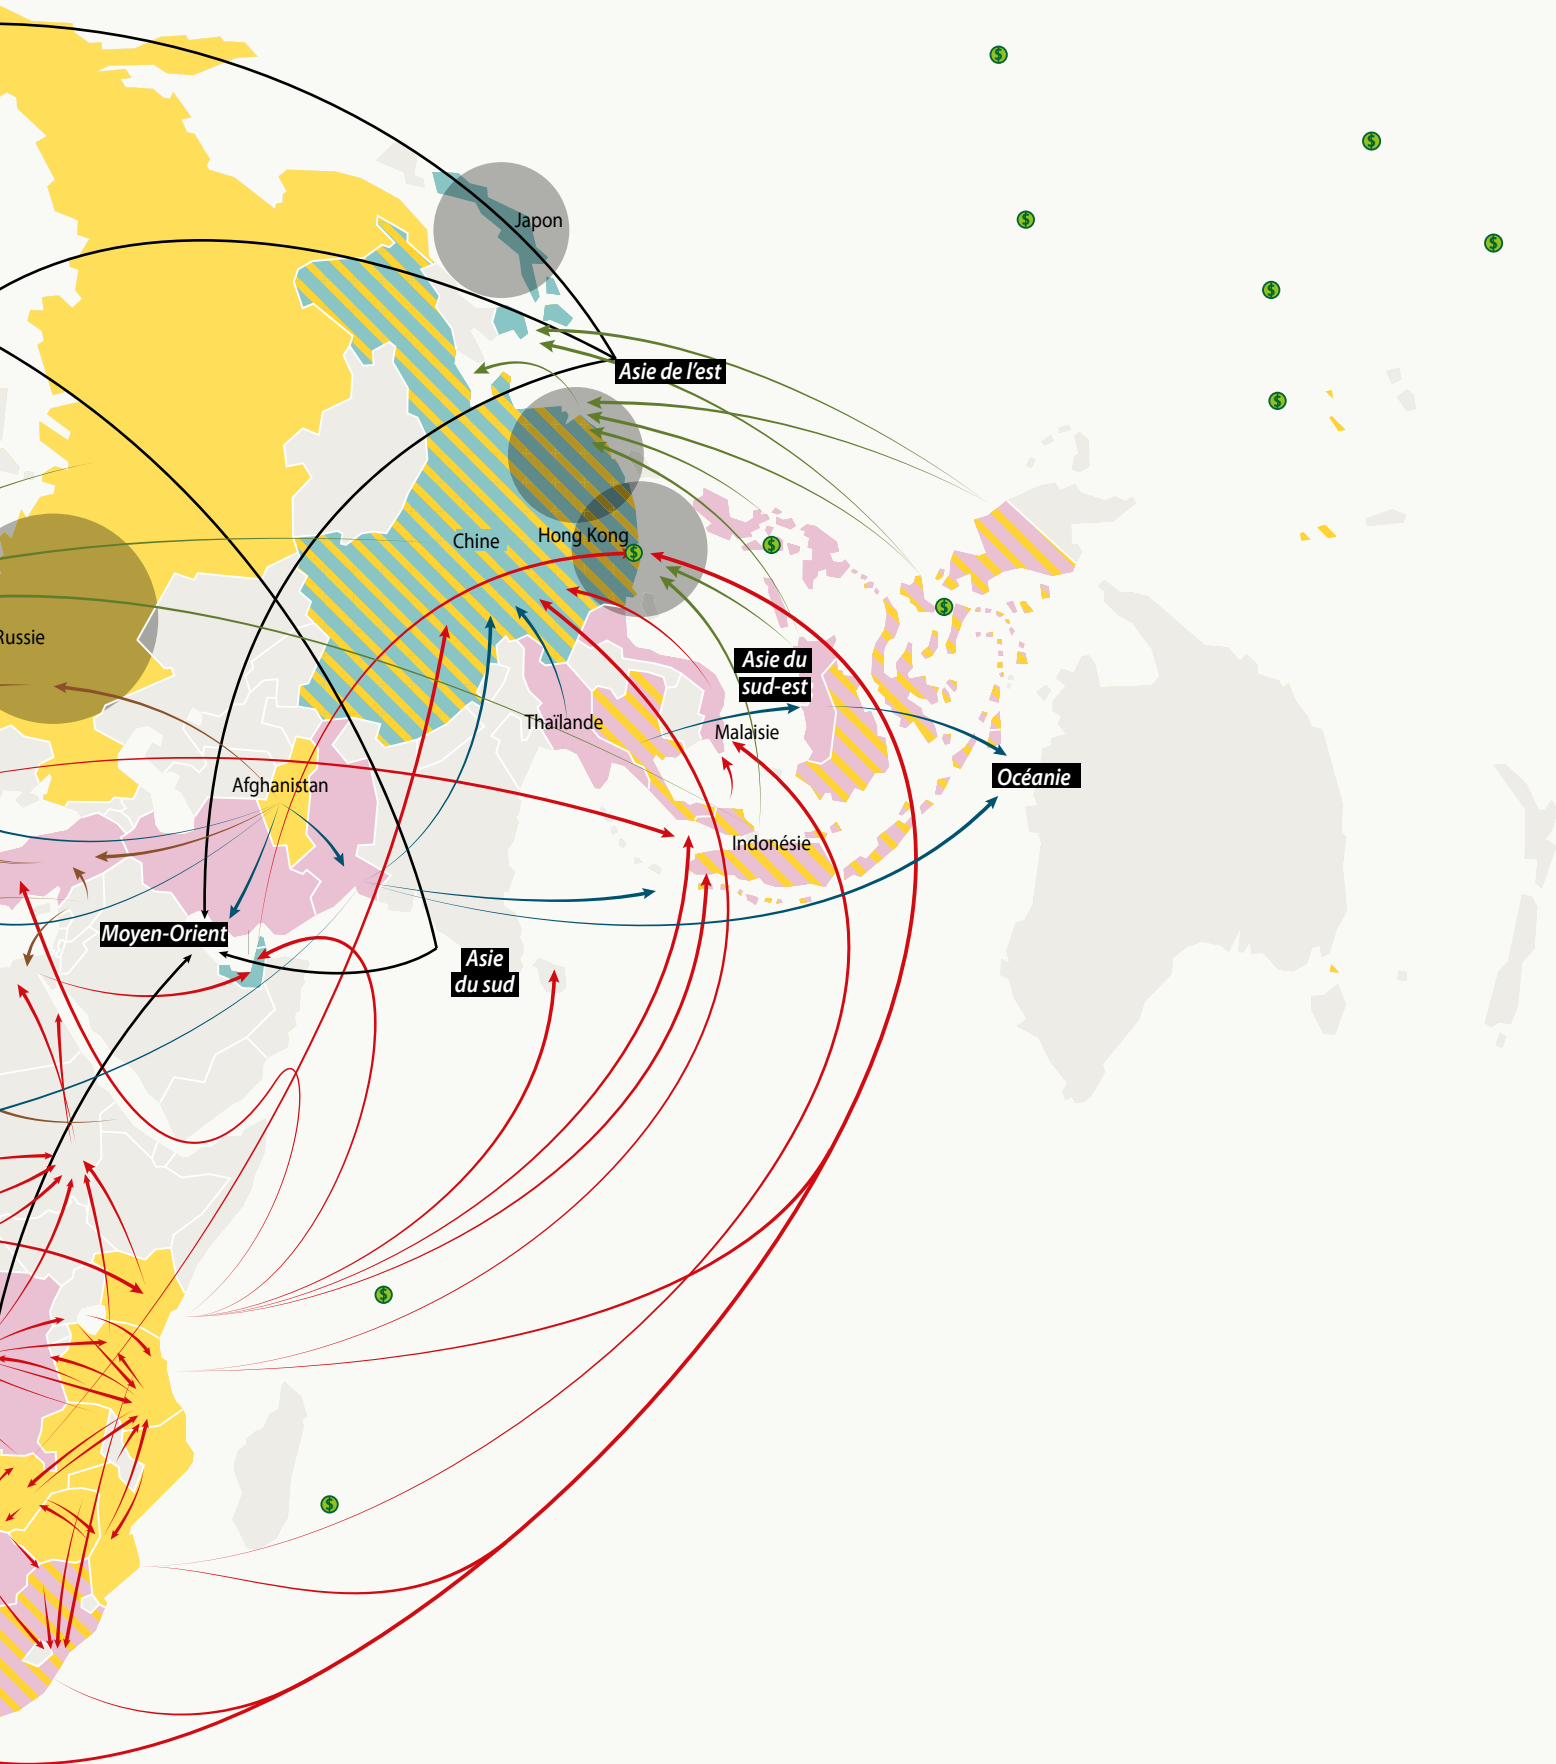 Japon
Asie de l'est
Hong Kong
Chine
Russie
Asie du
sud-est
Thaïlande
Malaisie
Océanie
Afghanistan
Indonésie
Moyen-Orient
Asie
du sud
$
$
$
$
$
$
$
$
$
$
$